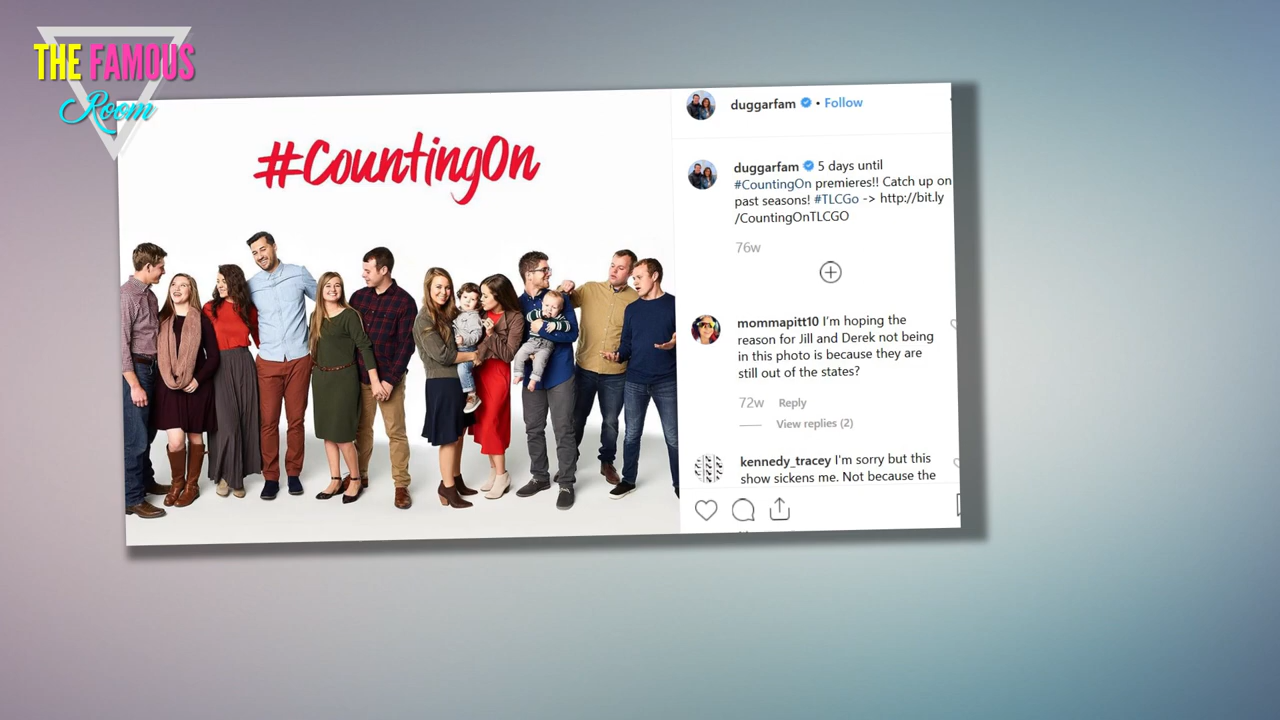 THE FAMOUS
Room
#CountingOn
duggarfam • Follow
duggarfam 5 days until
#CountingOn premieres!! Catch up on
past seasons! #TLCGo -> http://bit.ly
/CountingOnTLCGO
76w
mommapitt10 I'm hoping the
reason for Jill and Derek not being
in this photo is because they are
still out of the states?
72w Reply
View replies (2)
kennedy_tracey I'm sorry but this
show sickens me. Not because the